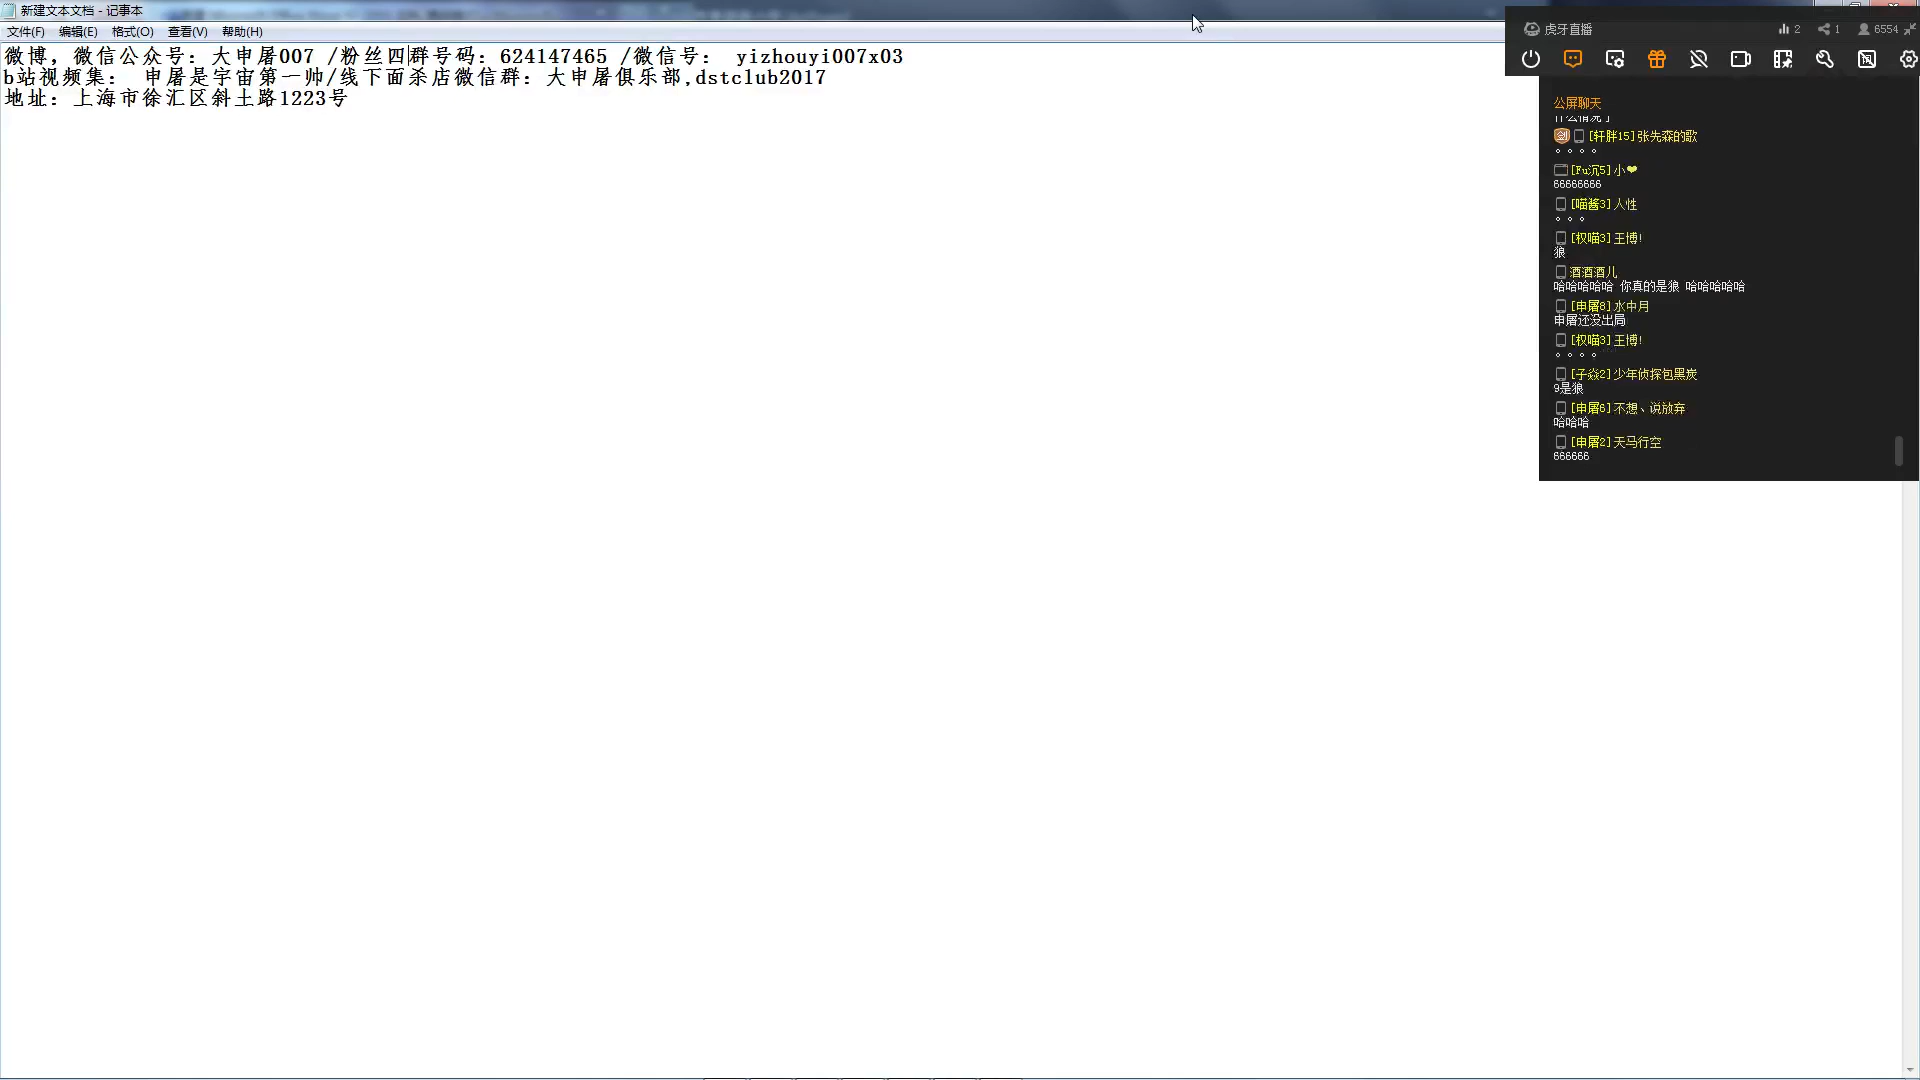 新建文本文档 - 记事本
文件(F) 编辑(E) 格式(O) 查看(V) 帮助(H)
微博，微信公众号：大申屠007 /粉丝四群号码：624147465 /微信号： yizhouyi007x03
b站视频集： 申屠是宇宙第一帅/线下面杀店微信群：大申屠俱乐部,dstclub2017
地址：上海市徐汇区斜土路1223号
虎牙直播 2 1 6554
公屏聊天
[轩胖15]张先森的歌
。。。。
[Fu沉5]小❤
66666666
[喵酱3]人性
。。。
[权喵3]王博!
狼
酒酒酒儿
哈哈哈哈哈 你真的是狼 哈哈哈哈哈
[申屠8]水中月
申屠还没出局
[权喵3]王博!
。。。。
[子焱2]少年侦探包黑炭
9是狼
[申屠6]不想、说放弃
哈哈哈
[申屠2]天马行空
666666